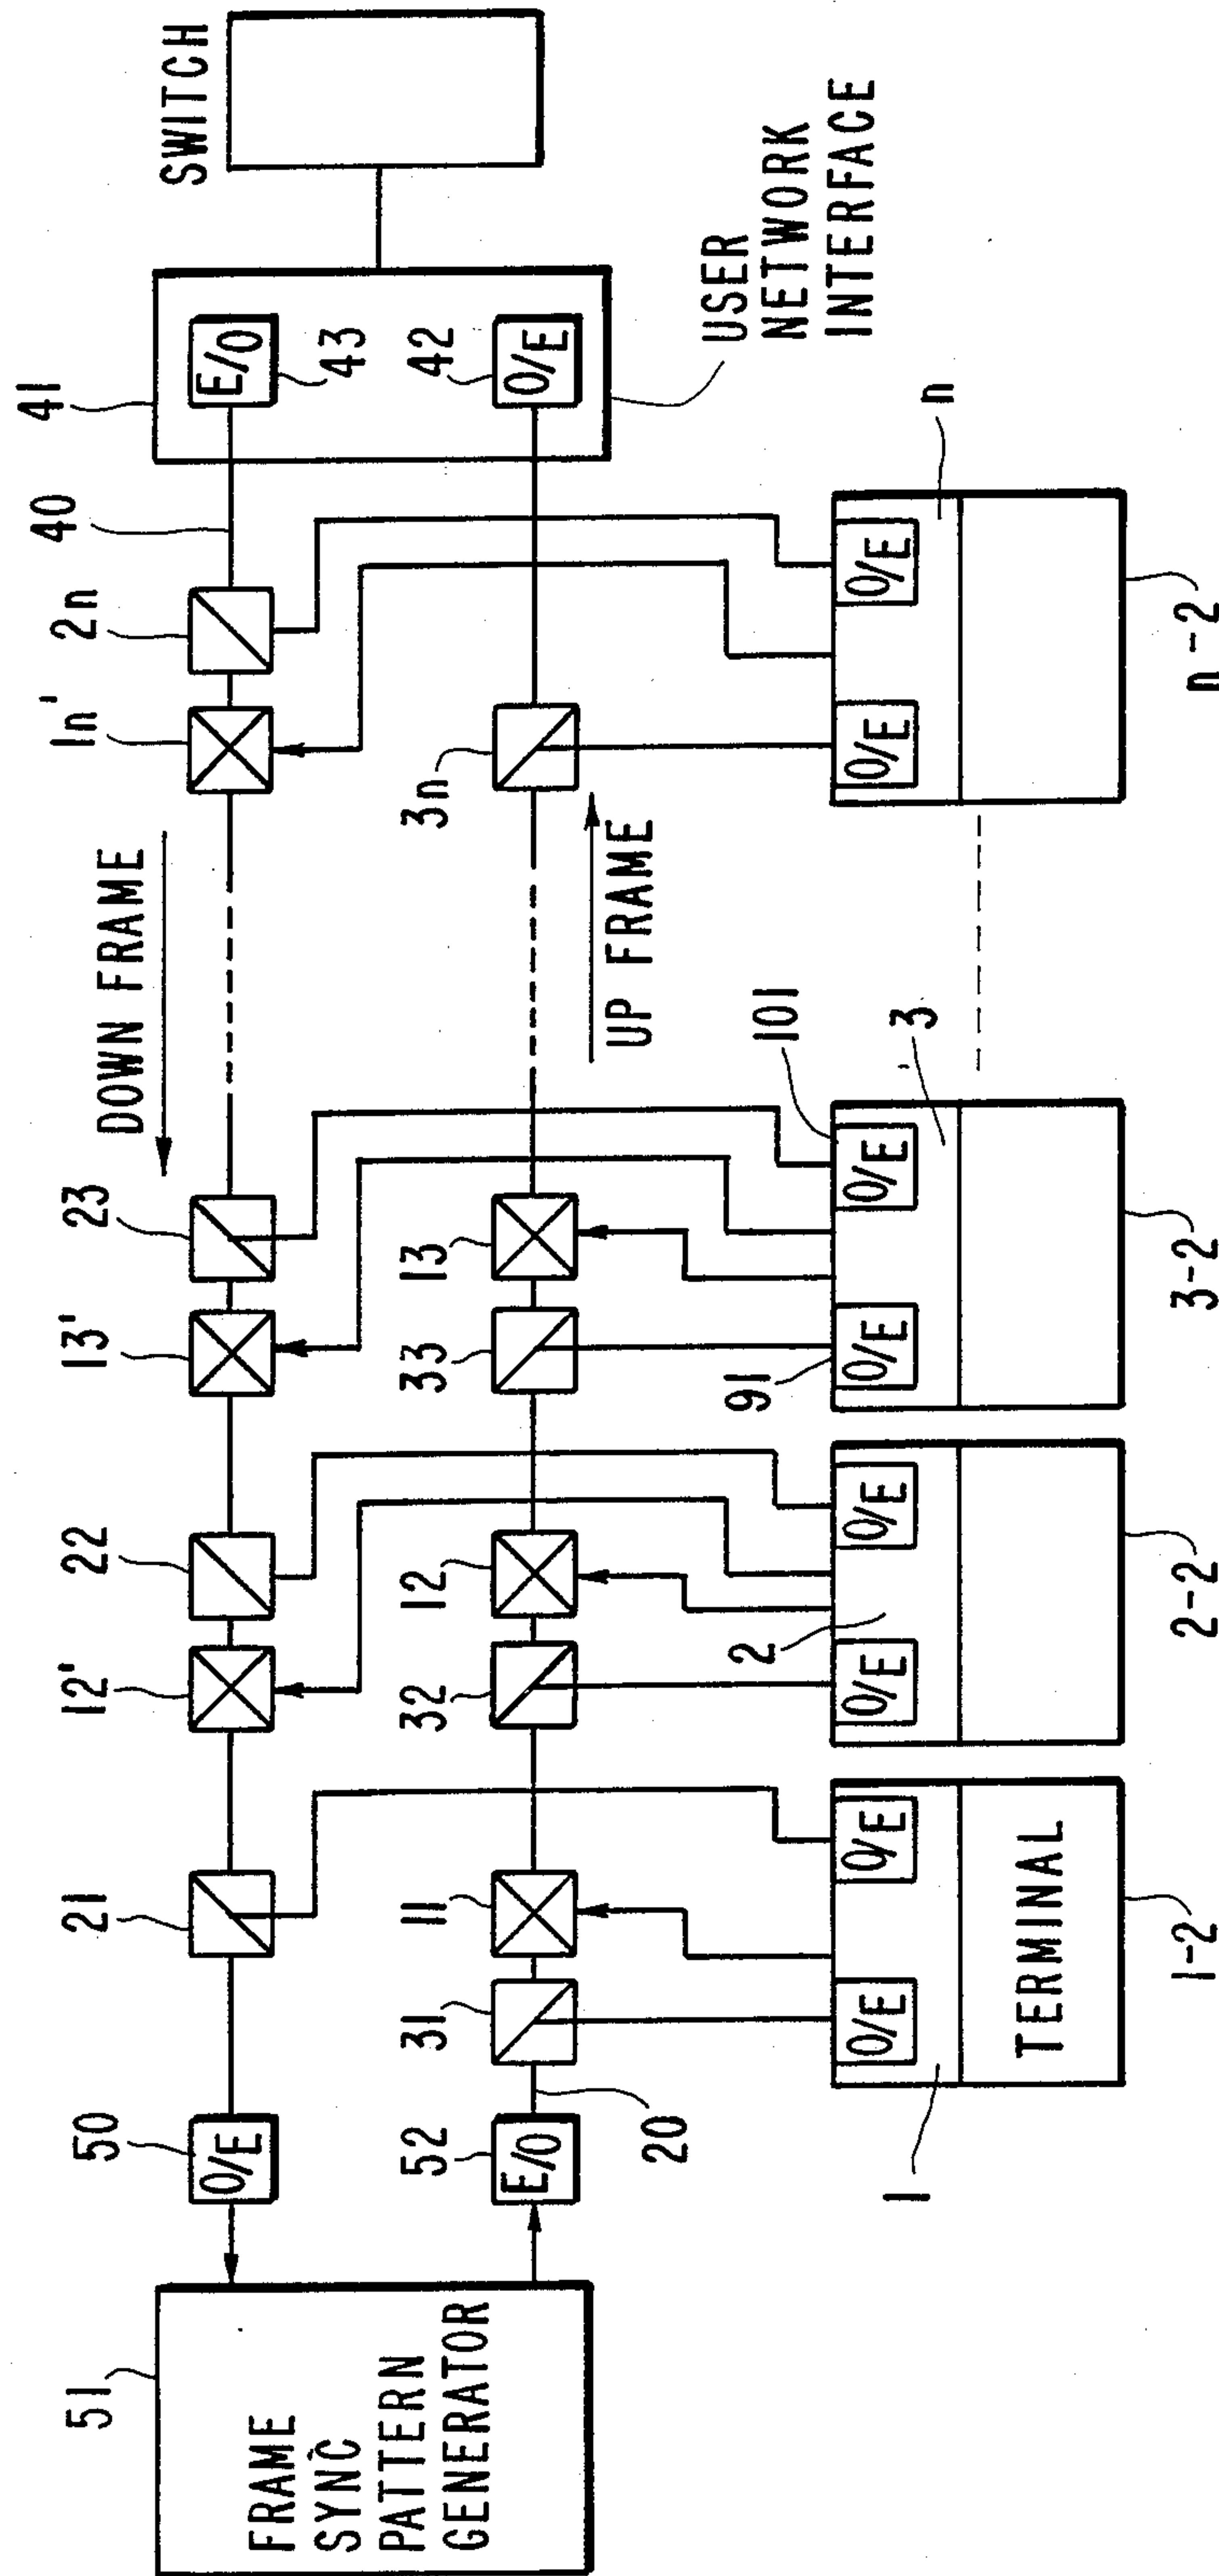 SWITCH
41
E/O
43
42
O/E
USER
NETWORK
INTERFACE
40
2n
1n'
3n
DOWN FRAME
UP FRAME
O/E
O/E
n
n-2
23
13'
13
33
101
O/E
3
91
O/E
3-2
22
12'
12
32
O/E
2
O/E
2-2
21
11
31
O/E
O/E
1
TERMINAL
1-2
50
O/E
52
E/O
20
51
FRAME
SYNC
PATTERN
GENERATOR